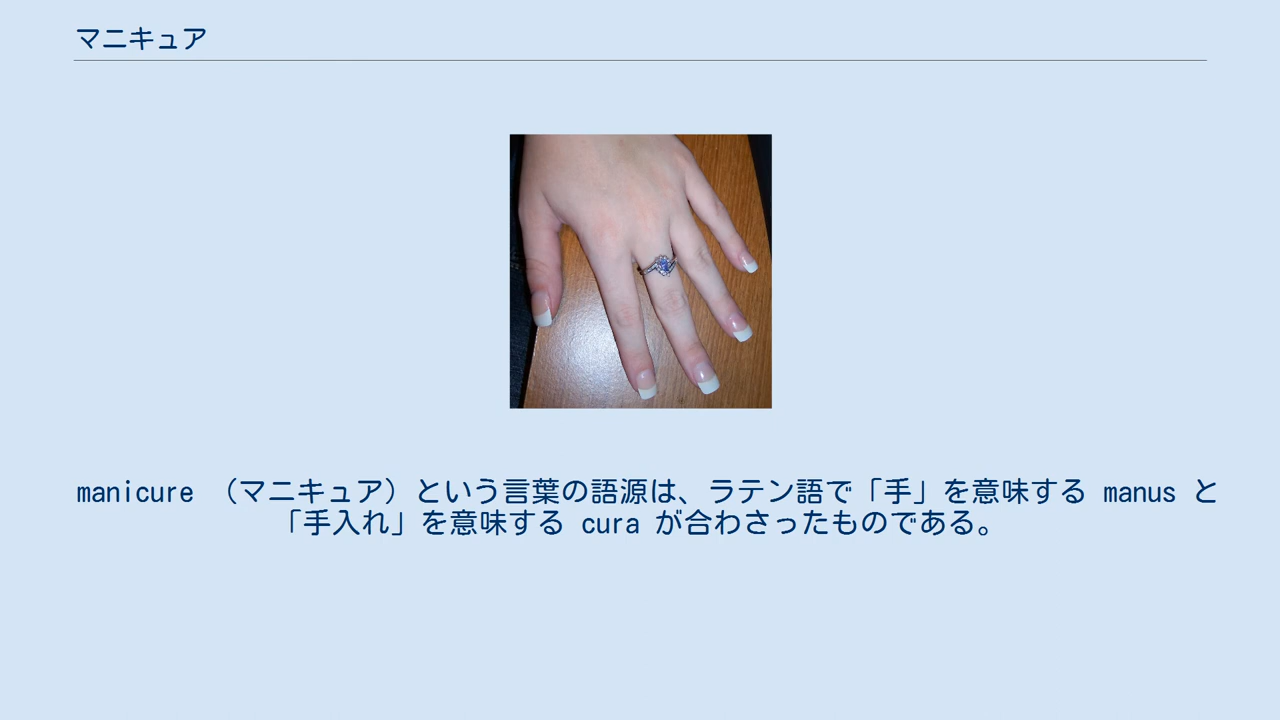 マニキュア
manicure （マニキュア）という言葉の語源は、ラテン語で「手」を意味する manus と
「手入れ」を意味する cura が合わさったものである。